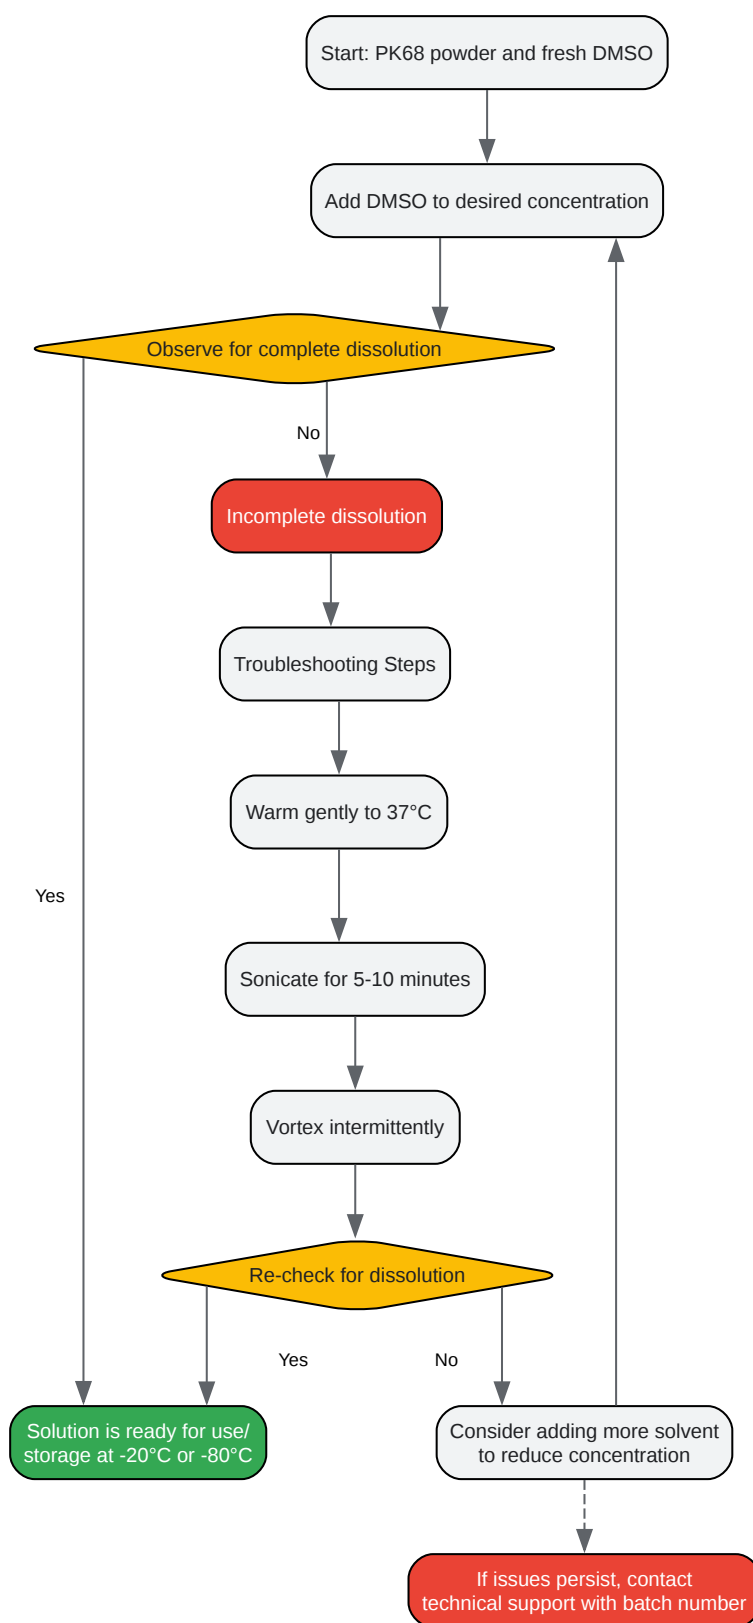 Start: PK68 powder and fresh DMSO
Add DMSO to desired concentration
Observe for complete dissolution
No
Incomplete dissolution
Troubleshooting Steps
Warm gently to 37°C
Yes
Sonicate for 5-10 minutes
Vortex intermittently
Re-check for dissolution
Yes
No
Solution is ready for use/
storage at -20°C or -80°C
Consider adding more solvent
to reduce concentration
If issues persist, contact
technical support with batch number